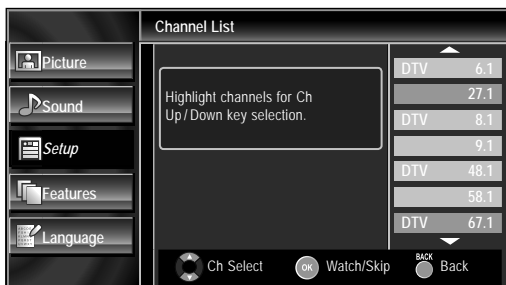 Channel List
Picture
Sound
Setup
Features
Language
Highlight channels for Ch
Up/Down key selection.
DTV 6.1
27.1
DTV 8.1
9.1
DTV 48.1
58.1
DTV 67.1
Ch Select
OK Watch/Skip
BACK Back